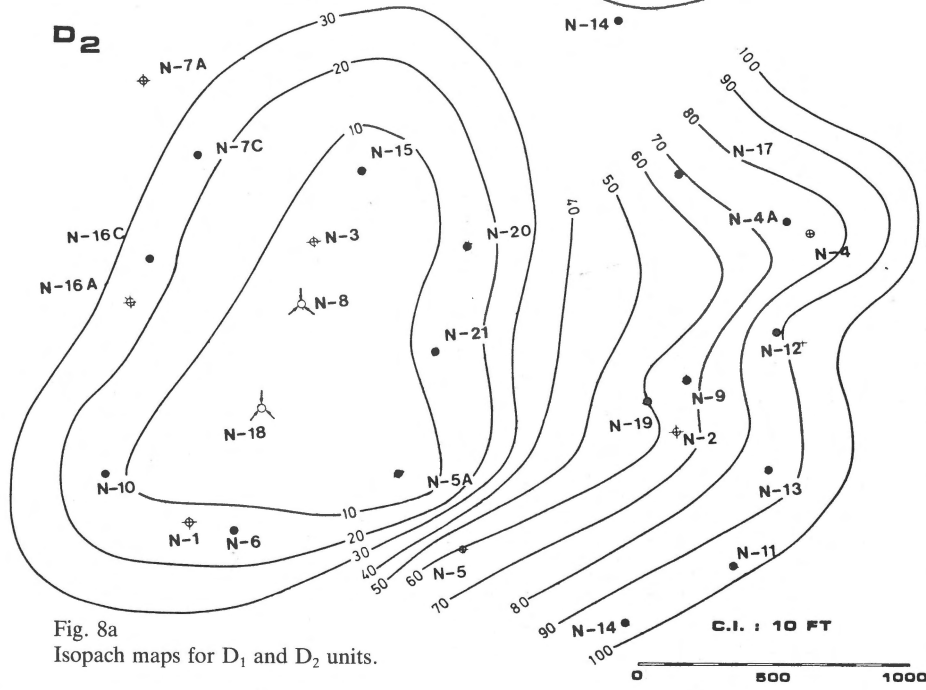 D2
N-14
N-7A
30
20
100
90
80
N-7C
10
N-15
N-17
70
60
50
40
N-16C
N-3
N-20
N-4A
N-4
N-16A
N-8
N-21
N-12
N-18
N-19
N-9
N-2
N-10
N-5A
N-13
10
N-1
N-6
20
30
40
50
60
N-5
N-11
70
80
90
N-14
100
C.I. : 10 FT
0
500
1000
Fig. 8a
Isopach maps for D₁ and D₂ units.